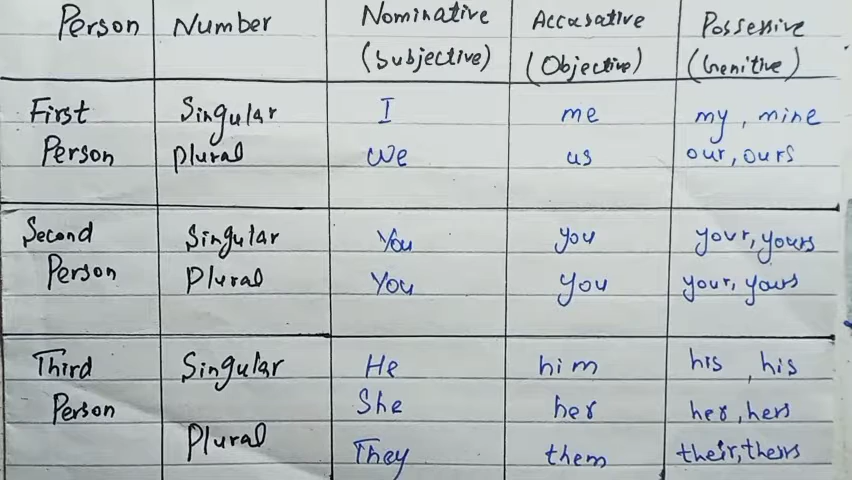 Person Number Nominative (Subjective) Accusative (Objective) Possessive (Genitive)
First Person Singular I me my, mine
Plural We us our, ours
Second Person Singular You you your, yours
Plural You you your, yours
Third Person Singular He him his, his
She her her, hers
Plural They them their, theirs